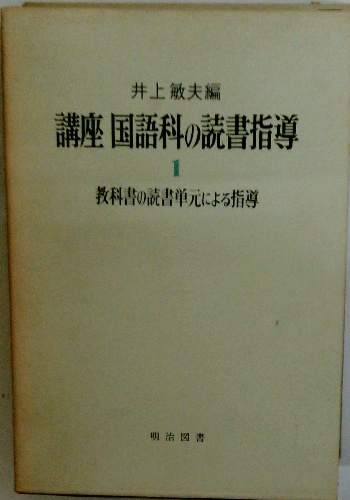 井上敏夫編
講座 国語科の読書指導
1
教科書の読書単元による指導
明治図書